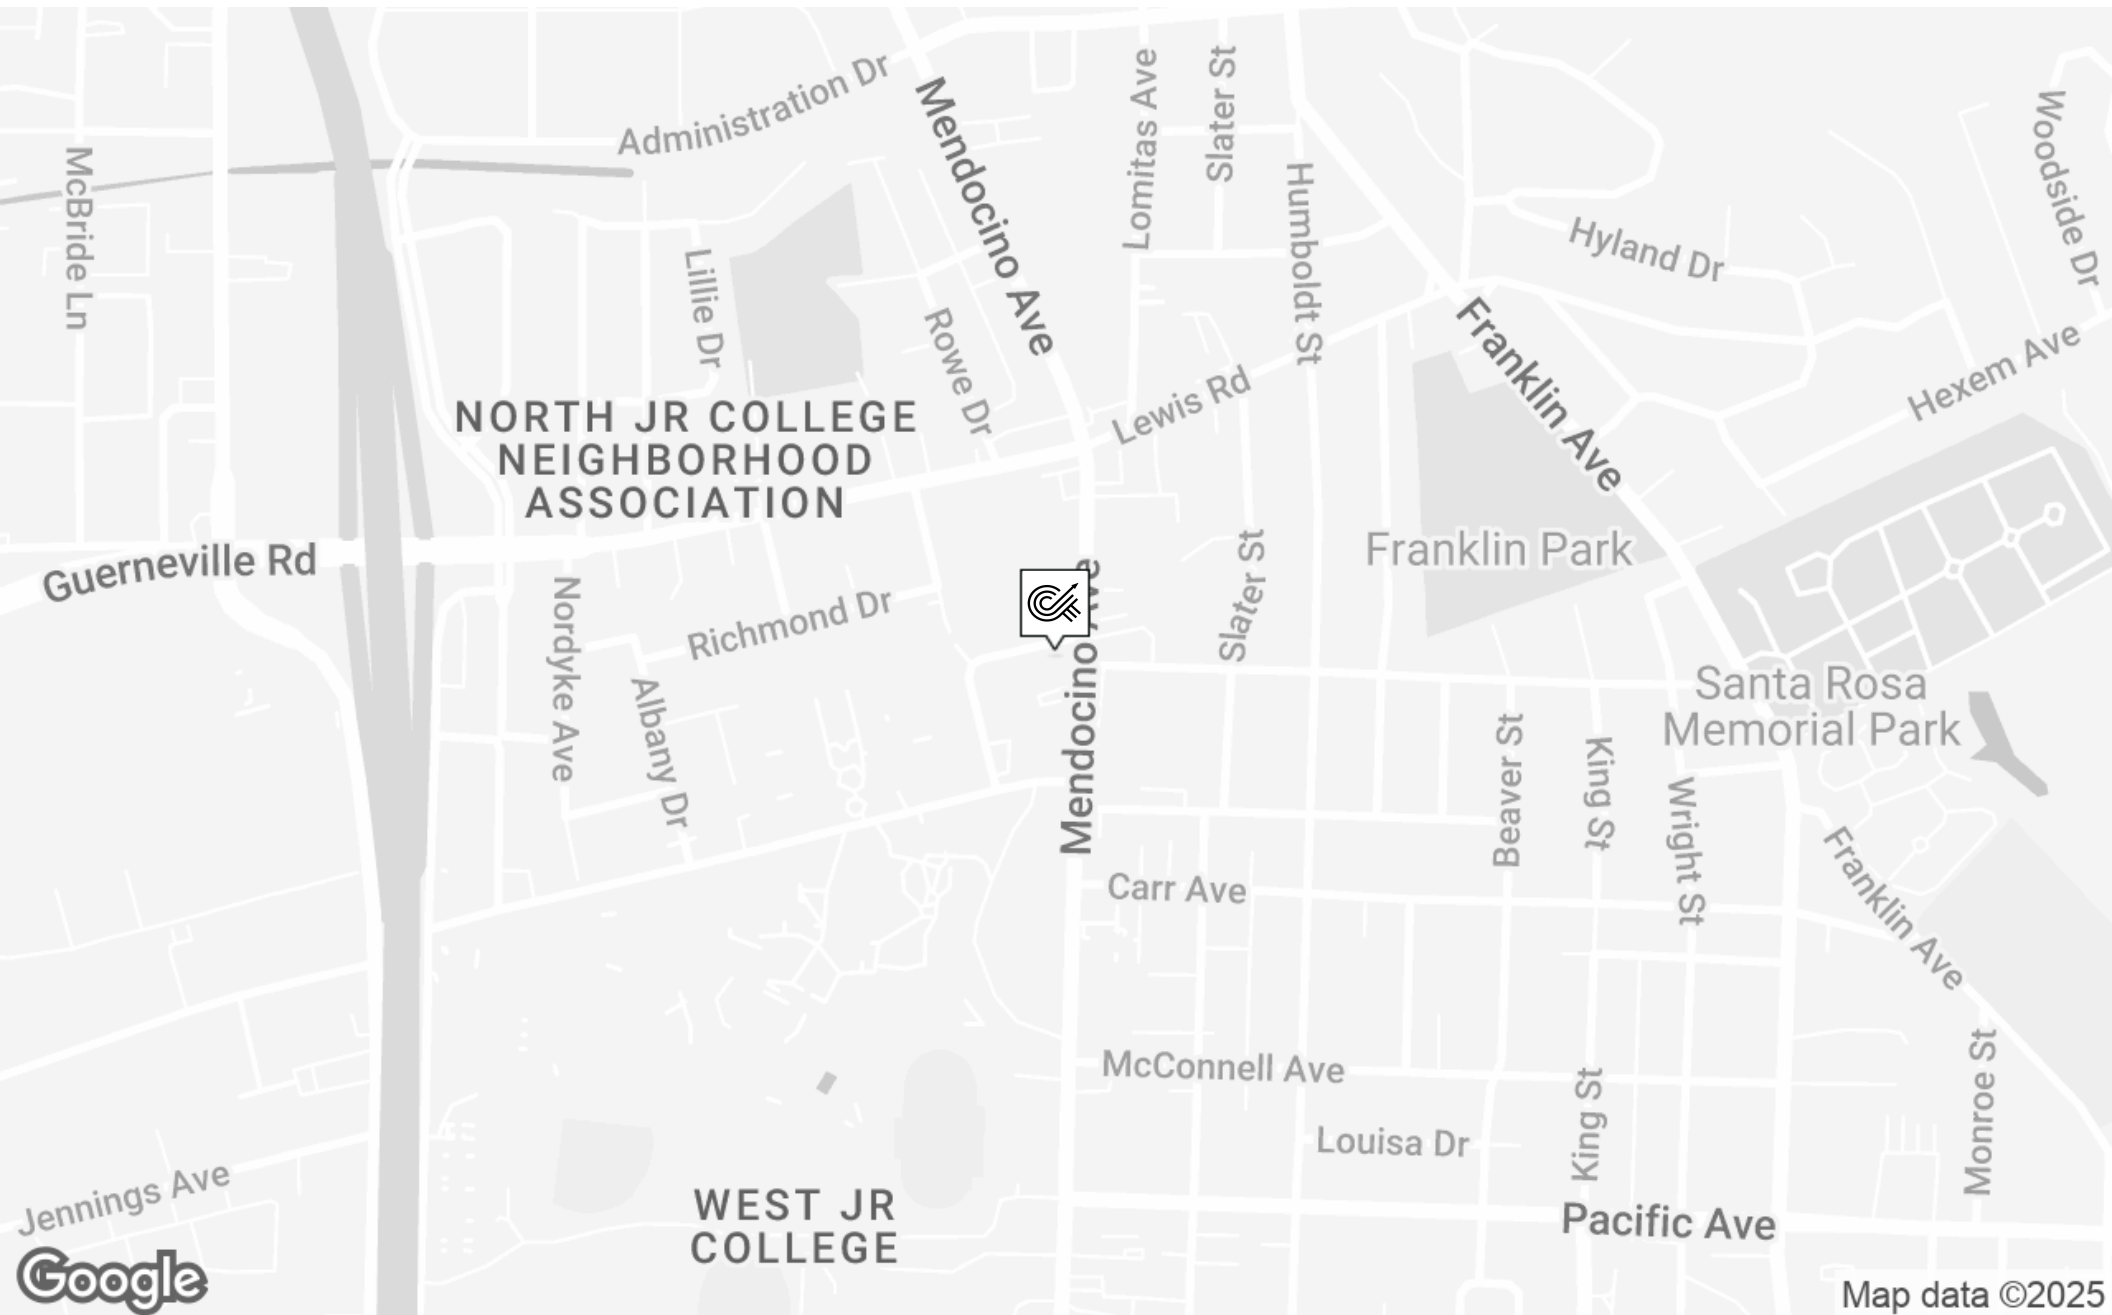 Administration Dr
Mendocino Ave
Lomitas Ave
Slater St
Woodside Dr
McBride Ln
Humboldt St
Hyland Dr
Lillie Dr
Rowe Dr
Franklin Ave
Hexem Ave
Lewis Rd
NORTH JR COLLEGE
NEIGHBORHOOD
ASSOCIATION
Guerneville Rd
Franklin Park
Slater St
Richmond Dr
Nordyke Ave
Albany Dr
Mendocino Ave
Santa Rosa
Memorial Park
Beaver St
King St
Wright St
Franklin Ave
Carr Ave
McConnell Ave
Monroe St
King St
Louisa Dr
Jennings Ave
WEST JR
COLLEGE
Pacific Ave
Google
Map data ©2025